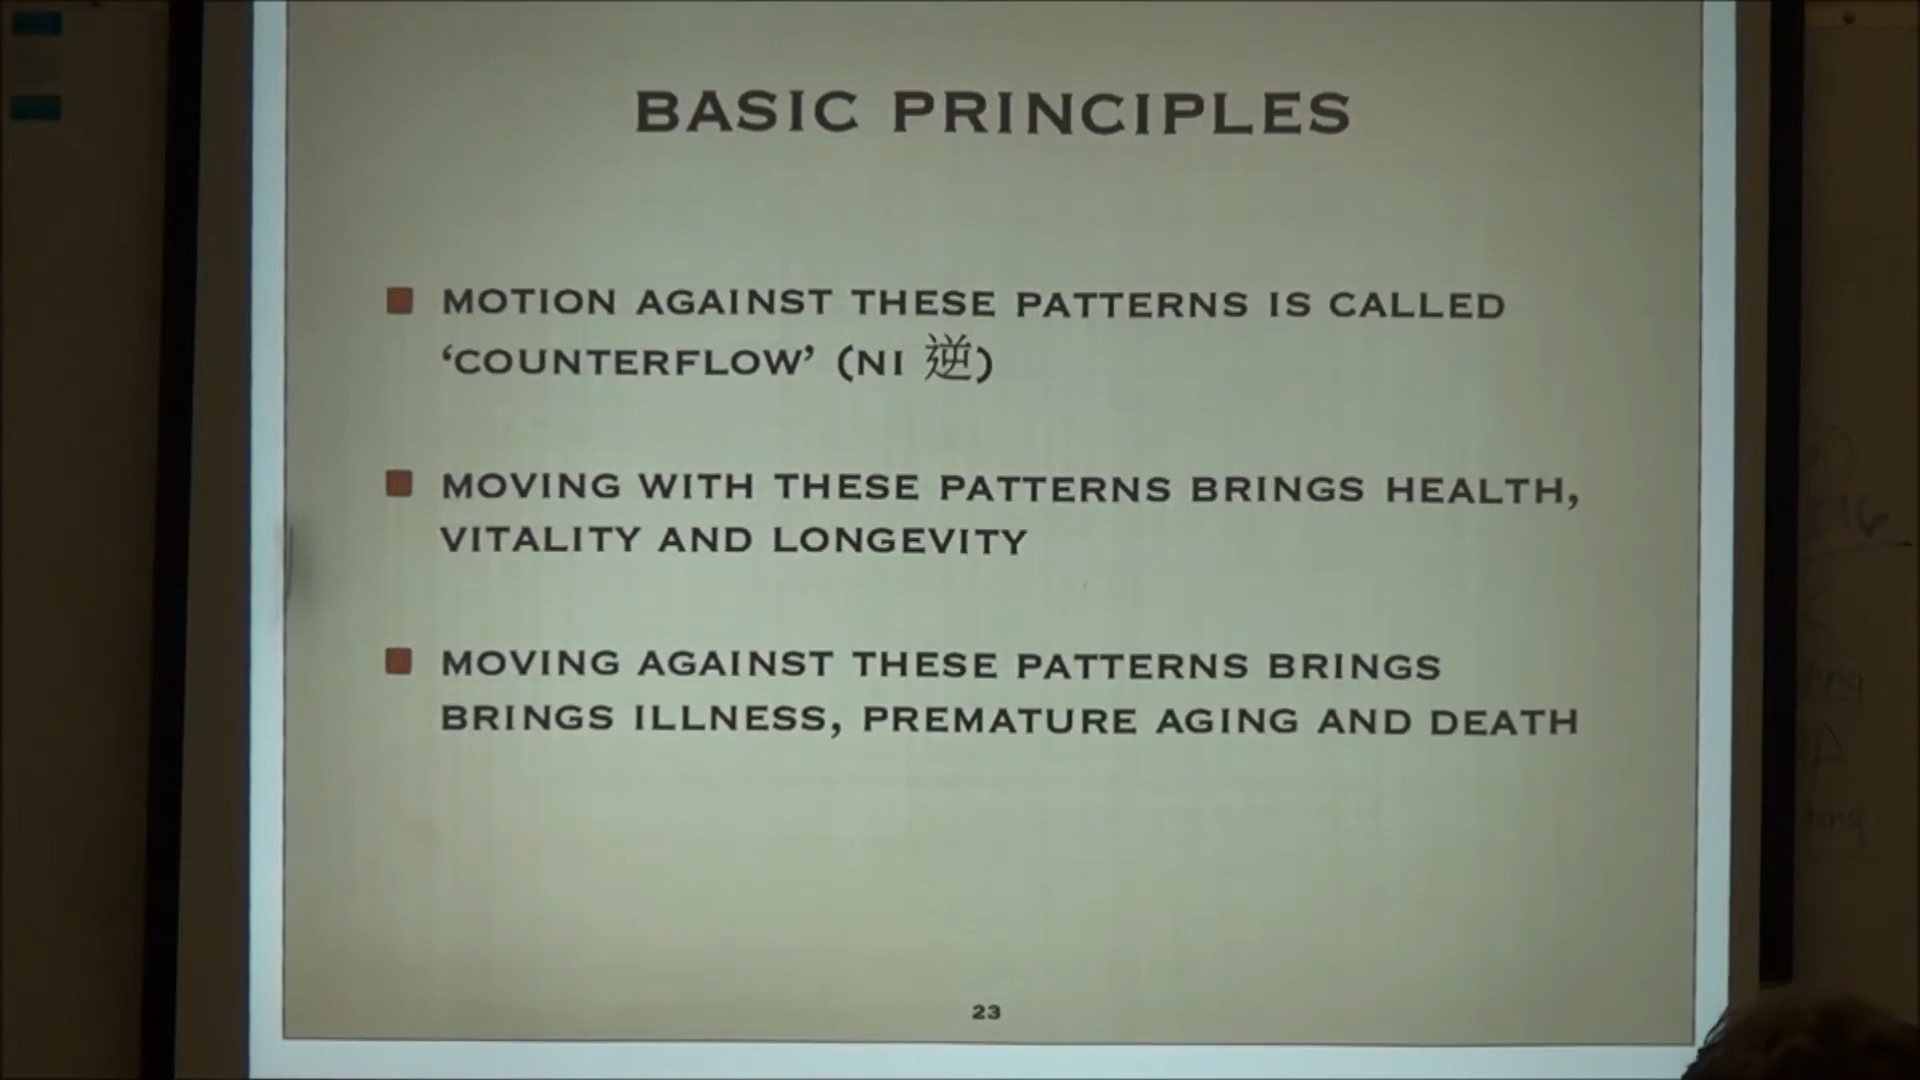 BASIC PRINCIPLES
MOTION AGAINST THESE PATTERNS IS CALLED
‘COUNTERFLOW’ (NI 逆)
MOVING WITH THESE PATTERNS BRINGS HEALTH,
VITALITY AND LONGEVITY
MOVING AGAINST THESE PATTERNS BRINGS
BRINGS ILLNESS, PREMATURE AGING AND DEATH
23